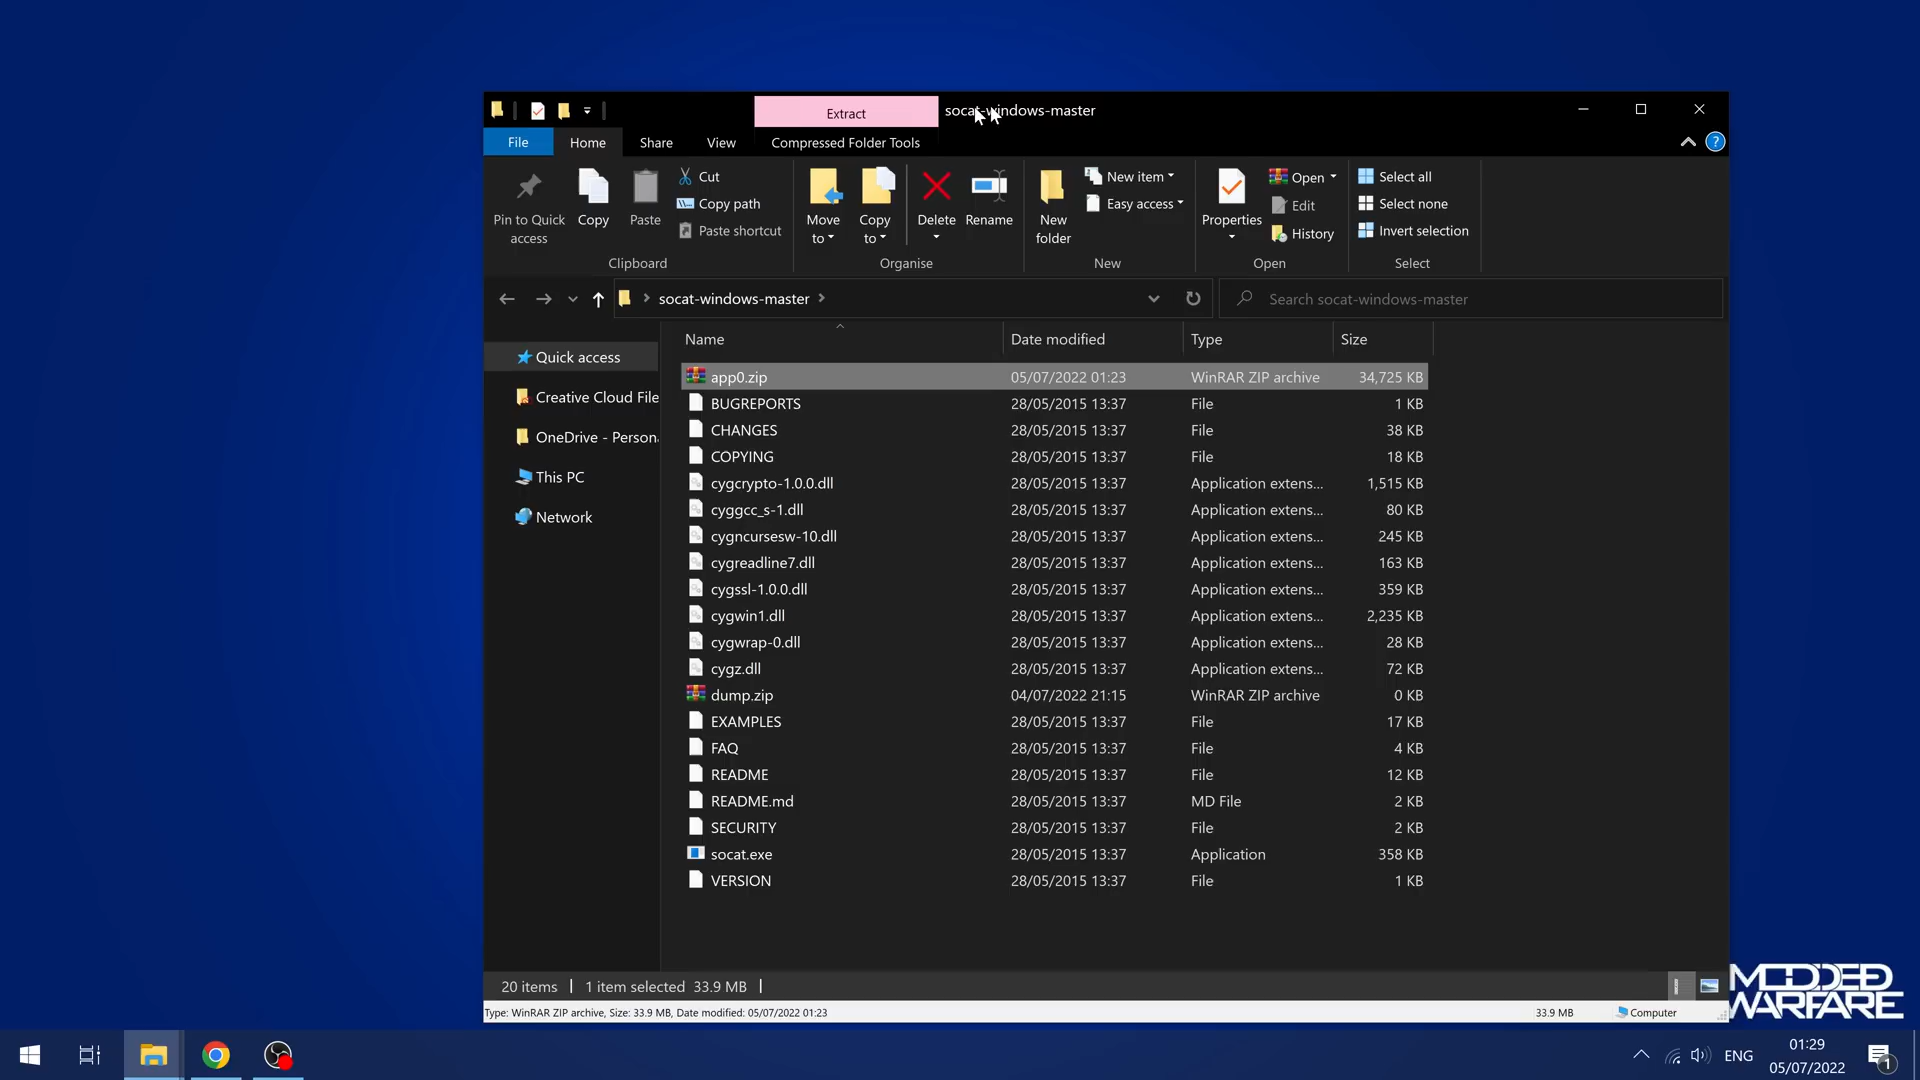 Extract
socat-windows-master
File
Home
Share
View
Compressed Folder Tools
Pin to Quick
access
Copy
Paste
Cut
Copy path
Paste shortcut
Clipboard
Move
to
Copy
to
Delete
Rename
Organise
New
folder
New item
Easy access
New
Properties
Open
Edit
History
Open
Select all
Select none
Invert selection
Select
socat-windows-master
Search socat-windows-master
Quick access
Creative Cloud File
OneDrive - Person
This PC
Network
Name Date modified Type Size
app0.zip 05/07/2022 01:23 WinRAR ZIP archive 34,725 KB
BUGREPORTS 28/05/2015 13:37 File 1 KB
CHANGES 28/05/2015 13:37 File 38 KB
COPYING 28/05/2015 13:37 File 18 KB
cygcrypto-1.0.0.dll 28/05/2015 13:37 Application extens... 1,515 KB
cyggcc_s-1.dll 28/05/2015 13:37 Application extens... 80 KB
cygncursesw-10.dll 28/05/2015 13:37 Application extens... 245 KB
cygreadline7.dll 28/05/2015 13:37 Application extens... 163 KB
cygssl-1.0.0.dll 28/05/2015 13:37 Application extens... 359 KB
cygwin1.dll 28/05/2015 13:37 Application extens... 2,235 KB
cygwrap-0.dll 28/05/2015 13:37 Application extens... 28 KB
cygz.dll 28/05/2015 13:37 Application extens... 72 KB
dump.zip 04/07/2022 21:15 WinRAR ZIP archive 0 KB
EXAMPLES 28/05/2015 13:37 File 17 KB
FAQ 28/05/2015 13:37 File 4 KB
README 28/05/2015 13:37 File 12 KB
README.md 28/05/2015 13:37 MD File 2 KB
SECURITY 28/05/2015 13:37 File 2 KB
socat.exe 28/05/2015 13:37 Application 358 KB
VERSION 28/05/2015 13:37 File 1 KB
20 items 1 item selected 33.9 MB
Type: WinRAR ZIP archive, Size: 33.9 MB, Date modified: 05/07/2022 01:23 33.9 MB Computer
MODDED
WARFARE
ENG
01:29
05/07/2022
1